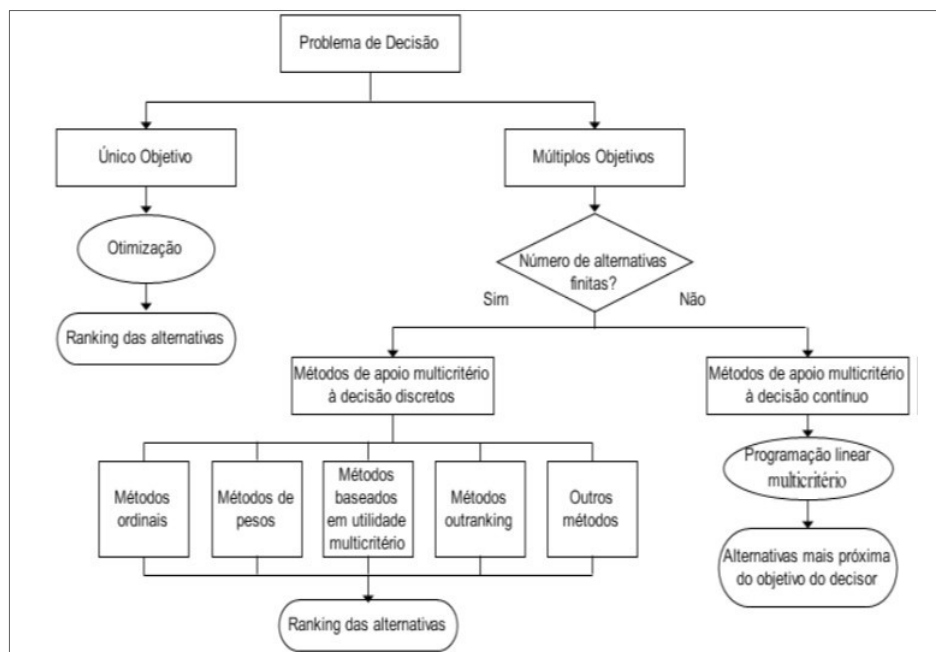 Problema de Decisão
Único Objetivo
Múltiplos Objetivos
Otimização
Número de alternativas
finitas?
Sim
Não
Ranking das alternativas
Métodos de apoio multicritério
à decisão discretos
Métodos de apoio multicritério
à decisão contínuo
Métodos
ordinais
Métodos de
pesos
Métodos
baseados
em utilidade
multicritério
Métodos
outranking
Outros
métodos
Programação linear
multicritério
Alternativas mais próxima
do objetivo do decisor
Ranking das alternativas